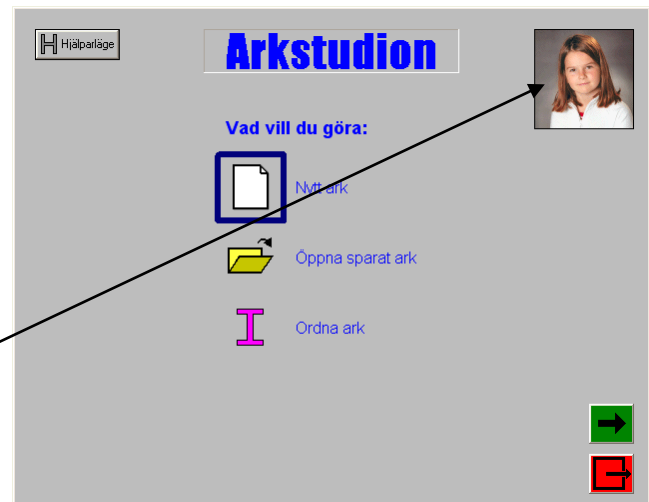 H Hjälparläge
Arkstudion
Vad vill du göra:
Nytt ark
Öppna sparat ark
Ordna ark